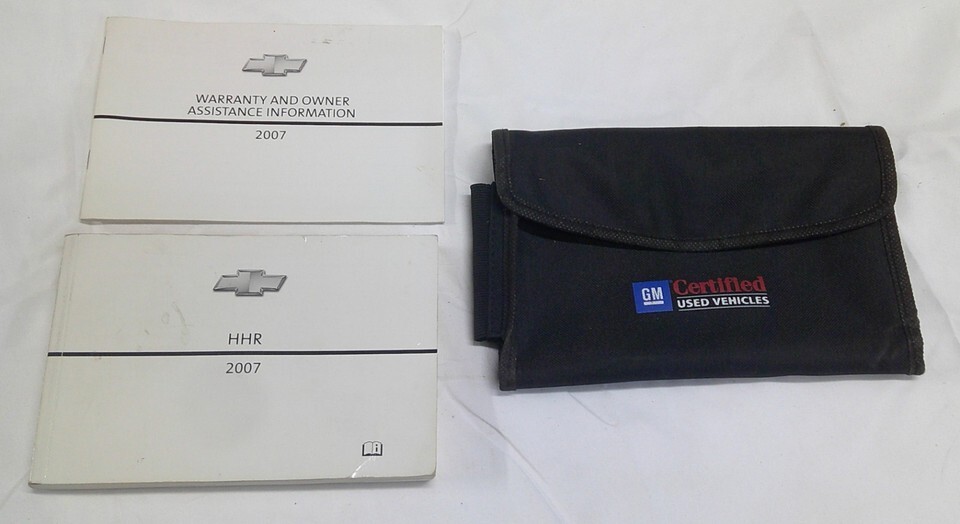 WARRANTY AND OWNER
ASSISTANCE INFORMATION
2007
HHR
2007
i
GM Certified
USED VEHICLES